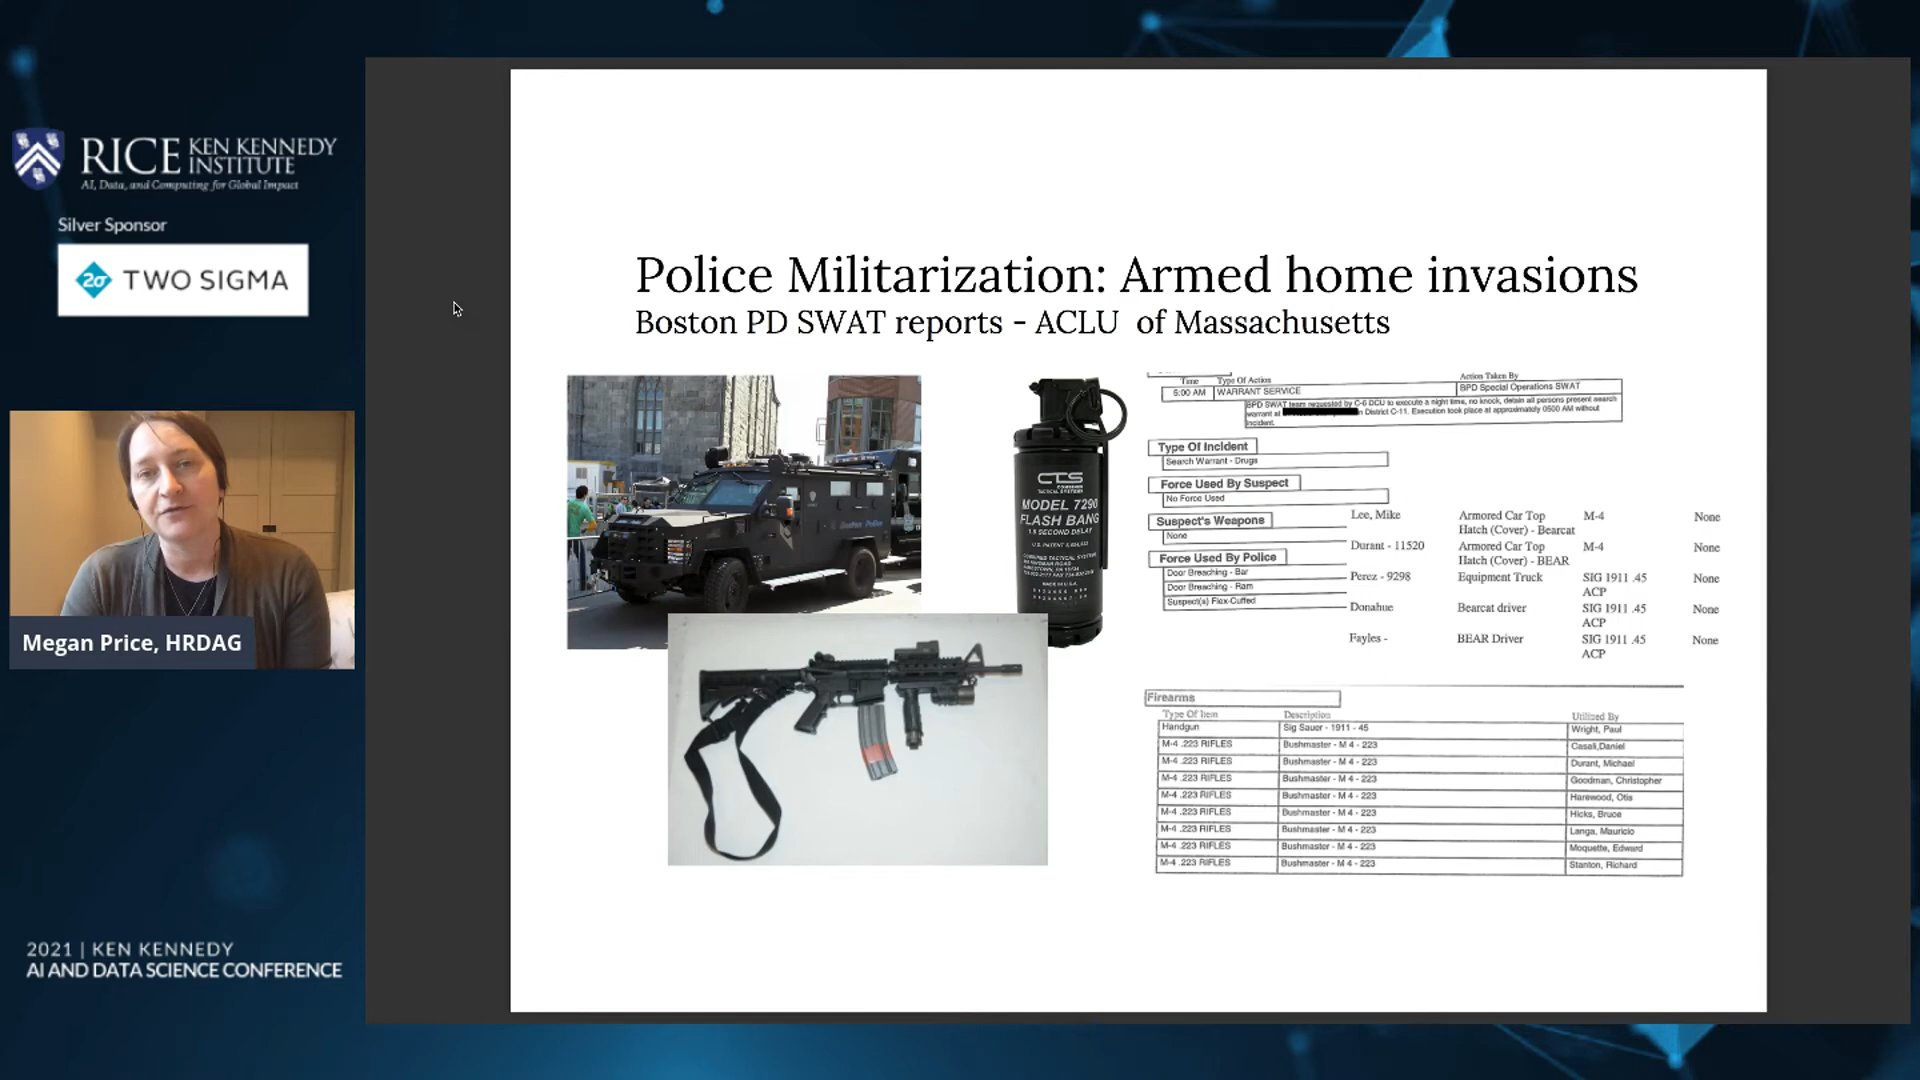 RICE KEN KENNEDY INSTITUTE
AI, Data, and Computing for Global Impact
Silver Sponsor
2σ TWO SIGMA
Megan Price, HRDAG
2021 | KEN KENNEDY
AI AND DATA SCIENCE CONFERENCE
Police Militarization: Armed home invasions
Boston PD SWAT reports - ACLU of Massachusetts
Boston Police
CTS
COMBINED
TACTICAL SYSTEMS
MODEL 7290
FLASH BANG
1.5 SECOND DELAY
MADE IN U.S.A.
Time Type Of Action Action Taken By
5:00 AM WARRANT SERVICE BPD Special Operations SWAT
BPD SWAT team requested by C-6 DCU to execute a night time, no knock, detain all persons present search
warrant at n District C-11. Execution took place at approximately 0500 AM without
incident.
Type Of Incident
Search Warrant - Drugs
Force Used By Suspect
No Force Used
Suspect's Weapons
None
Force Used By Police
Door Breaching - Bar
Door Breaching - Ram
Suspect(s) Flex-Cuffed
Lee, Mike Armored Car Top Hatch (Cover) - Bearcat M-4 None
Durant - 11520 Armored Car Top Hatch (Cover) - BEAR M-4 None
Perez - 9298 Equipment Truck SIG 1911 .45 ACP None
Donahue Bearcat driver SIG 1911 .45 ACP None
Fayles - BEAR Driver SIG 1911 .45 ACP None
Firearms
Type Of Item Description Utilized By
Handgun Sig Sauer - 1911 - 45 Wright, Paul
M-4 .223 RIFLES Bushmaster - M 4 - 223 Casali,Daniel
M-4 .223 RIFLES Bushmaster - M 4 - 223 Durant, Michael
M-4 .223 RIFLES Bushmaster - M 4 - 223 Goodman, Christopher
M-4 .223 RIFLES Bushmaster - M 4 - 223 Harewood, Otis
M-4 .223 RIFLES Bushmaster - M 4 - 223 Hicks, Bruce
M-4 .223 RIFLES Bushmaster - M 4 - 223 Langa, Mauricio
M-4 .223 RIFLES Bushmaster - M 4 - 223 Moquette, Edward
M-4 .223 RIFLES Bushmaster - M 4 - 223 Stanton, Richard